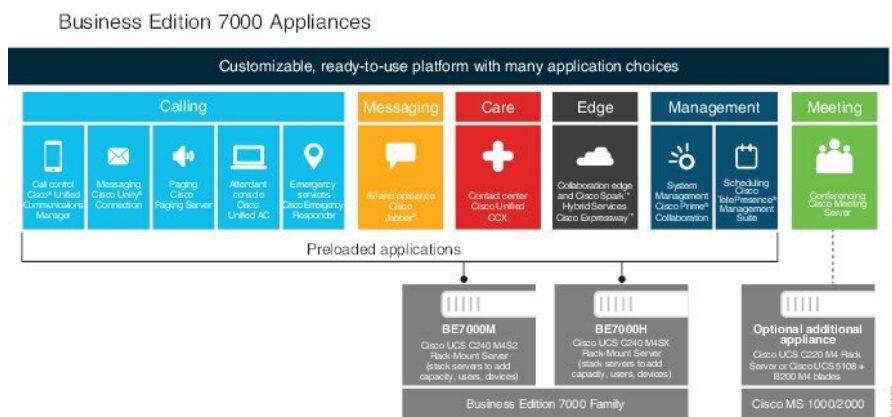 Business Edition 7000 Appliances
Customizable, ready-to-use platform with many application choices
Calling
Messaging
Care
Edge
Management
Meeting
Call control
Cisco® Unified
Communications
Manager
Messaging
Cisco Unity®
Connection
Paging
Cisco
Paging Server
Attendant
console
Cisco
Unified AC
Emergency
services
Cisco Emergency
Responder
IM and presence
Cisco
Jabber®
Contact center
Cisco Unified
CCX
Collaboration edge
and Cisco Spark™
Hybrid Services
Cisco Expressway™
System
Management
Cisco Prime®
Collaboration
Scheduling
Cisco
TelePresence®
Management
Suite
Conferencing
Cisco Meeting
Server
Preloaded applications
BE7000M
Cisco UCS C240 M4S2
Rack-Mount Server
(stack servers to add
capacity, users, devices)
BE7000H
Cisco UCS C240 M4SX
Rack-Mount Server
(stack servers to add
capacity, users, devices)
Optional additional
appliance
Cisco UCS C220 M4 Rack
Server or Cisco UCS 5108 +
B200 M4 blades
Business Edition 7000 Family
Cisco MS 1000/2000